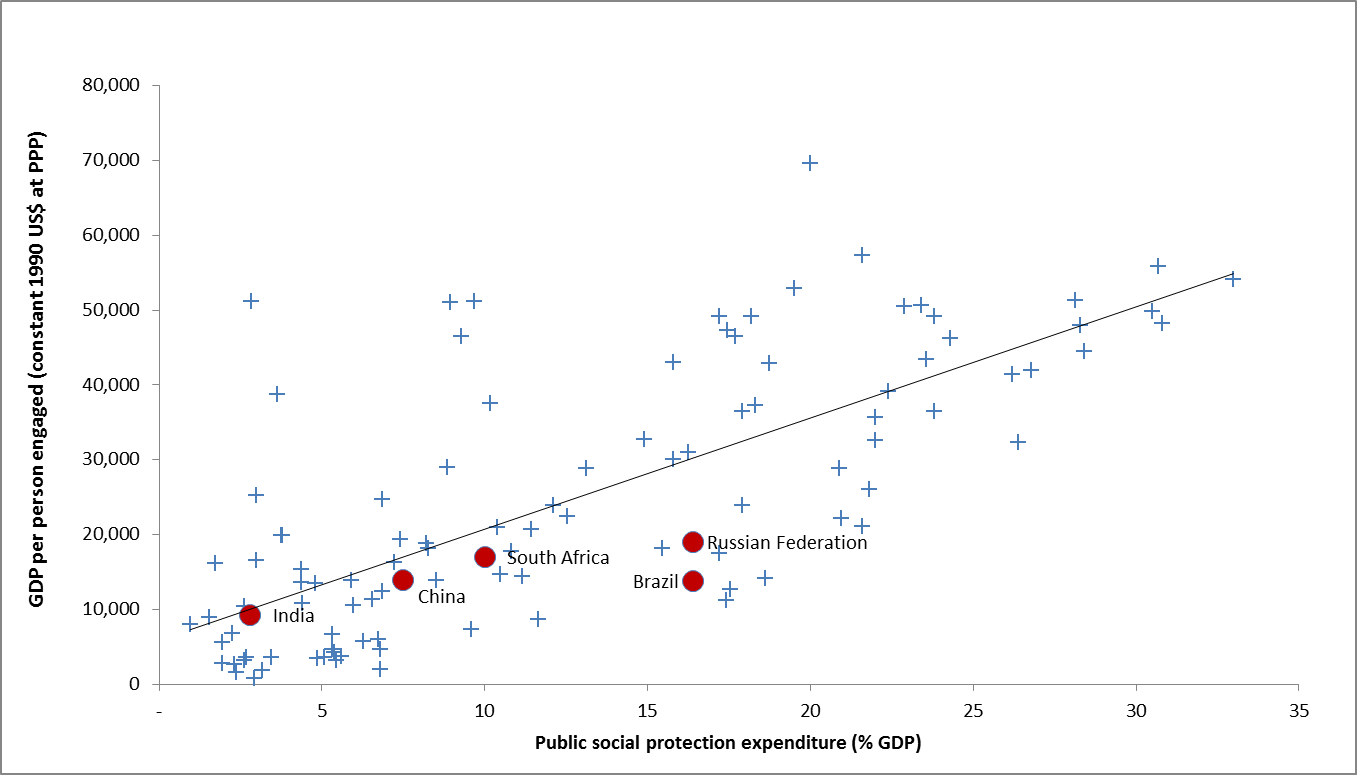 80,000
70,000
60,000
50,000
40,000
30,000
20,000
10,000
0
GDP per person engaged (constant 1990 US$ at PPP)
Russian Federation
South Africa
Brazil
China
India
- 5 10 15 20 25 30 35
Public social protection expenditure (% GDP)